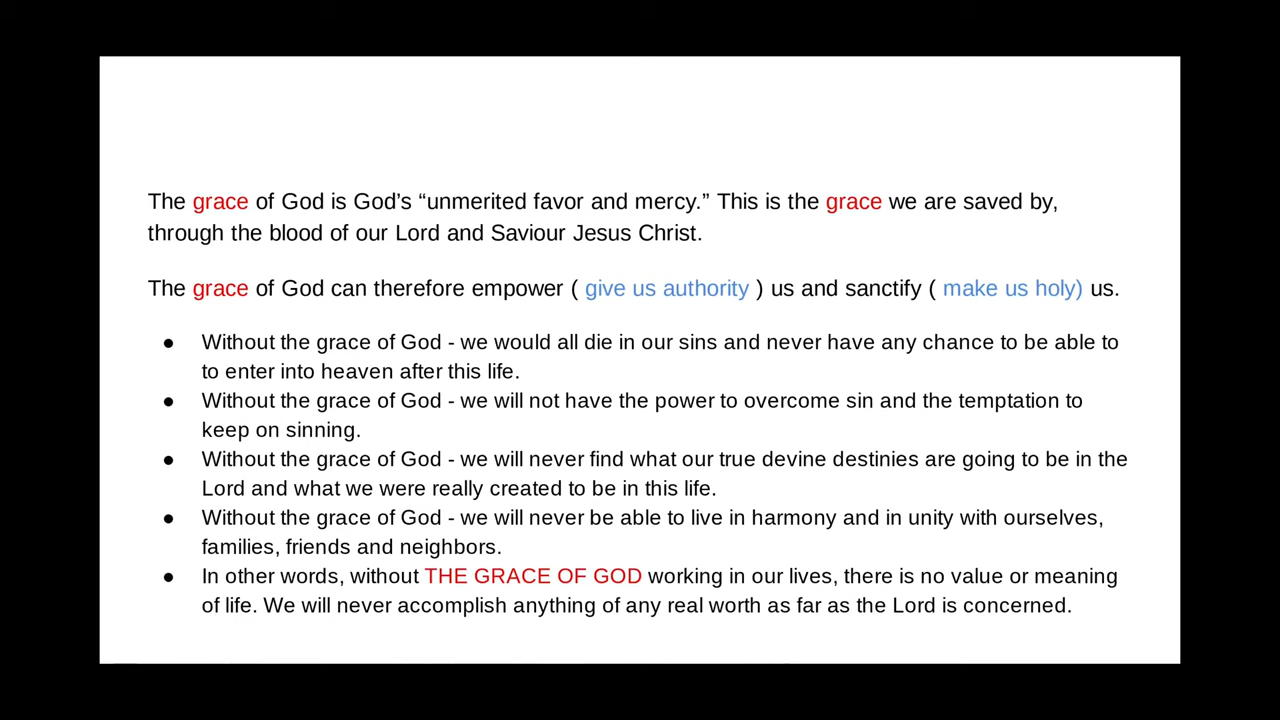 The grace of God is God’s “unmerited favor and mercy.” This is the grace we are saved by,
through the blood of our Lord and Saviour Jesus Christ.
The grace of God can therefore empower ( give us authority ) us and sanctify ( make us holy) us.
● Without the grace of God - we would all die in our sins and never have any chance to be able to
to enter into heaven after this life.
● Without the grace of God - we will not have the power to overcome sin and the temptation to
keep on sinning.
● Without the grace of God - we will never find what our true devine destinies are going to be in the
Lord and what we were really created to be in this life.
● Without the grace of God - we will never be able to live in harmony and in unity with ourselves,
families, friends and neighbors.
● In other words, without THE GRACE OF GOD working in our lives, there is no value or meaning
of life. We will never accomplish anything of any real worth as far as the Lord is concerned.